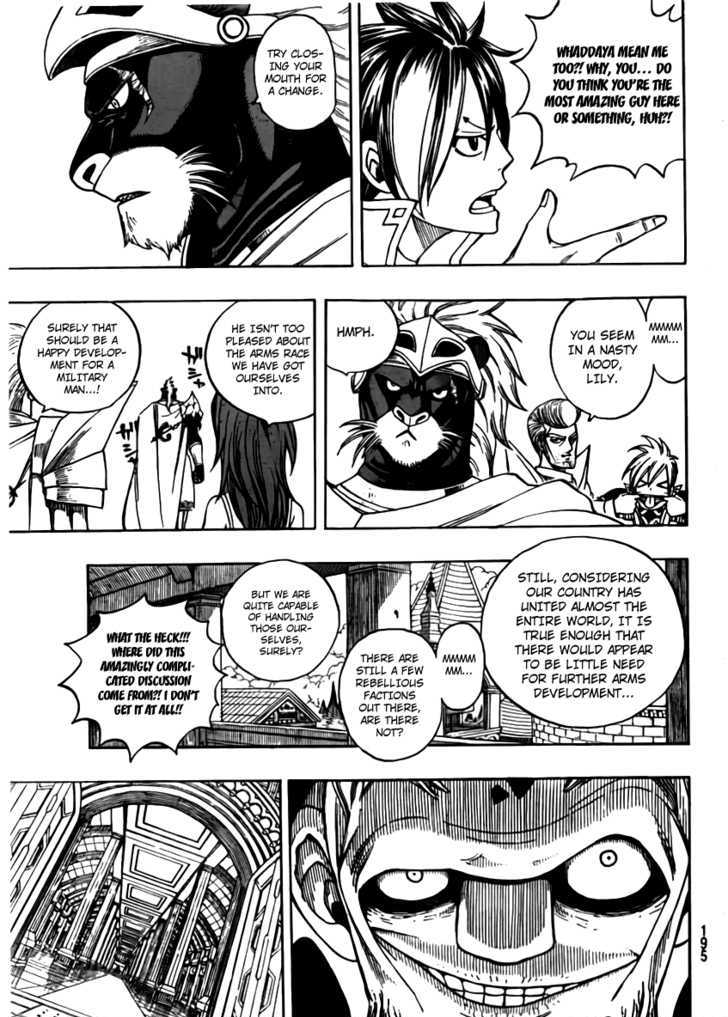 WHADDAYA MEAN ME
TOO?! WHY, YOU... DO
YOU THINK YOU'RE THE
MOST AMAZING GUY HERE
OR SOMETHING, HUH?!
TRY CLOS-
ING YOUR
MOUTH FOR
A CHANGE.
MMMMM
MM...
YOU SEEM
IN A NASTY
MOOD,
LILY.
HMPH.
HE ISN'T TOO
PLEASED ABOUT
THE ARMS RACE
WE HAVE GOT
OURSELVES
INTO.
SURELY THAT
SHOULD BE A
HAPPY DEVELOP-
MENT FOR A
MILITARY
MAN...!
STILL, CONSIDERING
OUR COUNTRY HAS
UNITED ALMOST THE
ENTIRE WORLD, IT IS
TRUE ENOUGH THAT
THERE WOULD APPEAR
TO BE LITTLE NEED
FOR FURTHER ARMS
DEVELOPMENT...
MMMMM
MM...
THERE ARE
STILL A FEW
REBELLIOUS
FACTIONS
OUT THERE,
ARE THERE
NOT?
BUT WE ARE
QUITE CAPABLE
OF HANDLING
THOSE OUR-
SELVES,
SURELY?
WHAT THE HECK!!!
WHERE DID THIS
AMAZINGLY COMPLI-
CATED DISCUSSION
COME FROM?! I DON'T
GET IT AT ALL!!
195